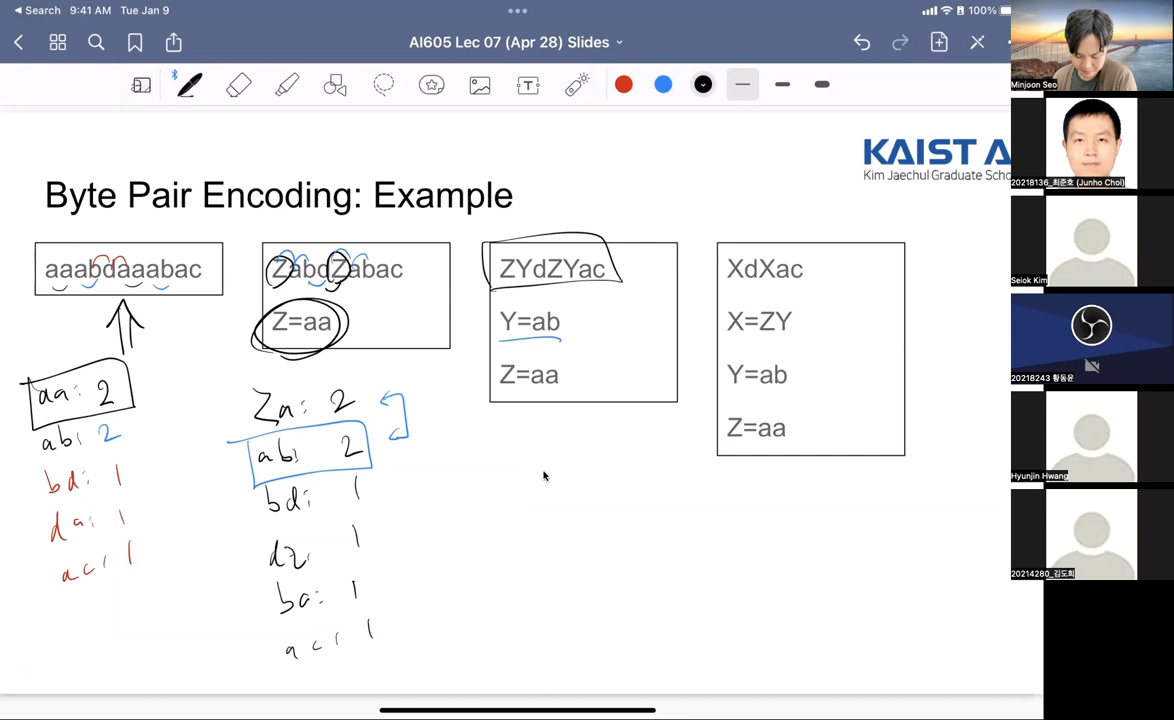 Search 9:41 AM Tue Jan 9
100%
AI605 Lec 07 (Apr 28) Slides
KAIST A
Kim Jaechul Graduate Scho
Byte Pair Encoding: Example
aaabdaaabac
aa: 2
ab: 2
bd: 1
da: 1
ac: 1
ZabdZabac
Z=aa
Za: 2
ab: 2
bd: 1
dZ: 1
ba: 1
ac: 1
ZYdZYac
Y=ab
Z=aa
XdXac
X=ZY
Y=ab
Z=aa
Minjoon Seo
20218136_최준호 (Junho Choi)
Seiok Kim
20218243 황동윤
Hyunjin Hwang
20214280_김도희